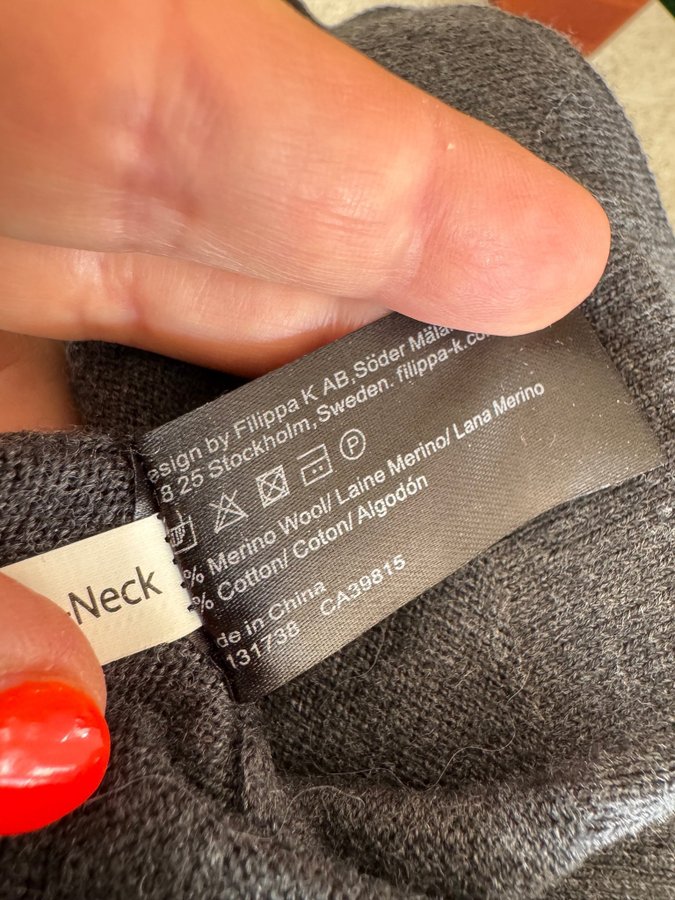 esign by Filippa K AB,Söder Mäla
8 25 Stockholm,Sweden. filippa-k.co
P
% Merino Wool/ Laine Merino/ Lana Merino
% Cotton/ Coton/ Algodón
de in China
131738 CA39815
-Neck